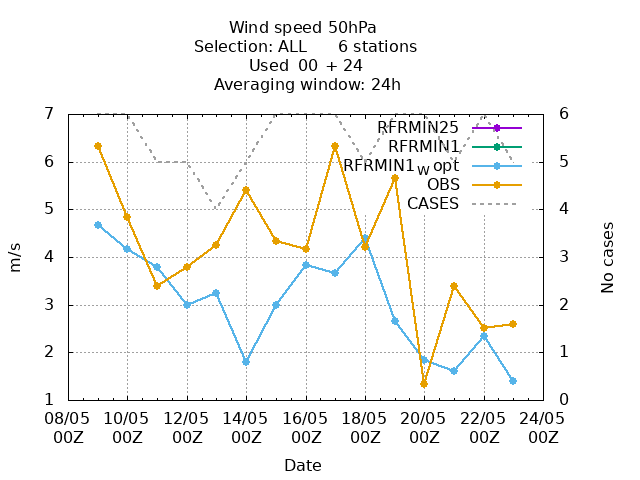 Wind speed 50hPa
Selection: ALL 6 stations
Used 00 + 24
Averaging window: 24h
7 6
RFRMIN25
RFRMIN1
6 5
RFRMIN1w opt
OBS
5 4
CASES
4 3
3 2
2 1
1 0
m/s
No cases
08/05 10/05 12/05 14/05 16/05 18/05 20/05 22/05 24/05
00Z 00Z 00Z 00Z 00Z 00Z 00Z 00Z 00Z
Date